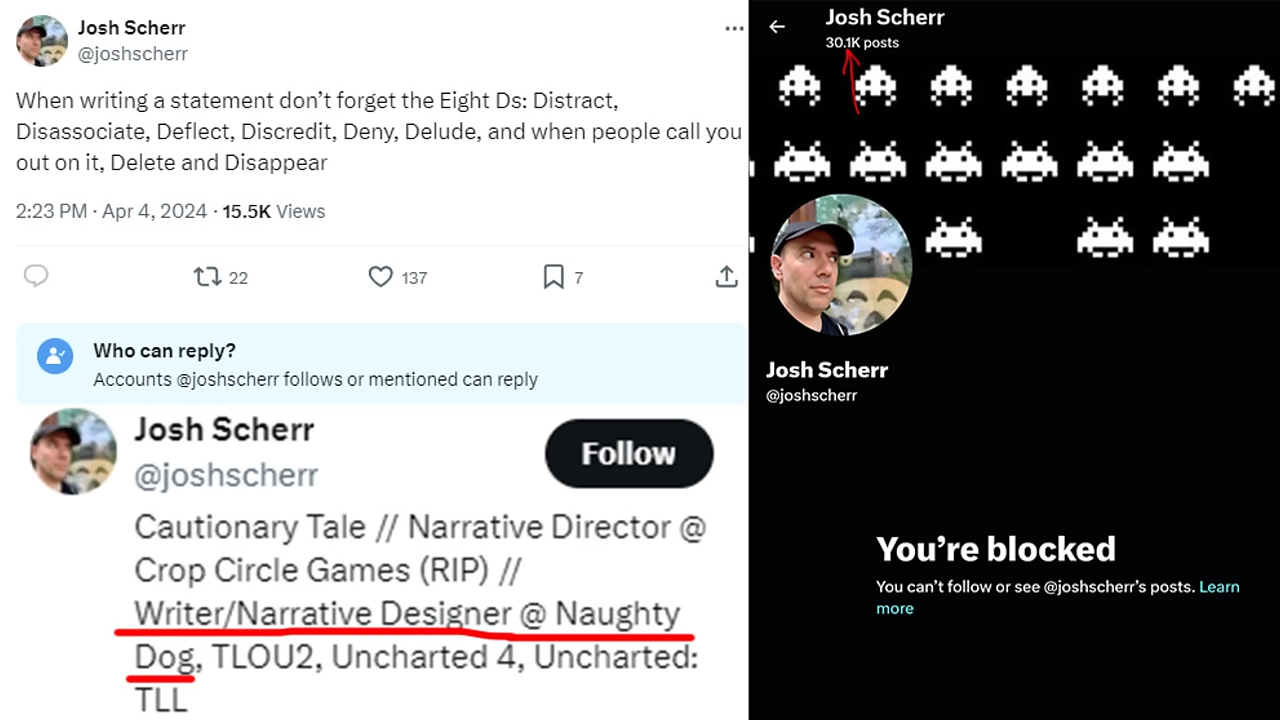 Josh Scherr
@joshscherr
When writing a statement don’t forget the Eight Ds: Distract,
Disassociate, Deflect, Discredit, Deny, Delude, and when people call you
out on it, Delete and Disappear
2:23 PM · Apr 4, 2024 · 15.5K Views
22
137
7
Who can reply?
Accounts @joshscherr follows or mentioned can reply
Josh Scherr
@joshscherr
Follow
Cautionary Tale // Narrative Director @
Crop Circle Games (RIP) //
Writer/Narrative Designer @ Naughty
Dog, TLOU2, Uncharted 4, Uncharted:
TLL
Josh Scherr
30.1K posts
Josh Scherr
@joshscherr
You’re blocked
You can’t follow or see @joshscherr’s posts. Learn
more